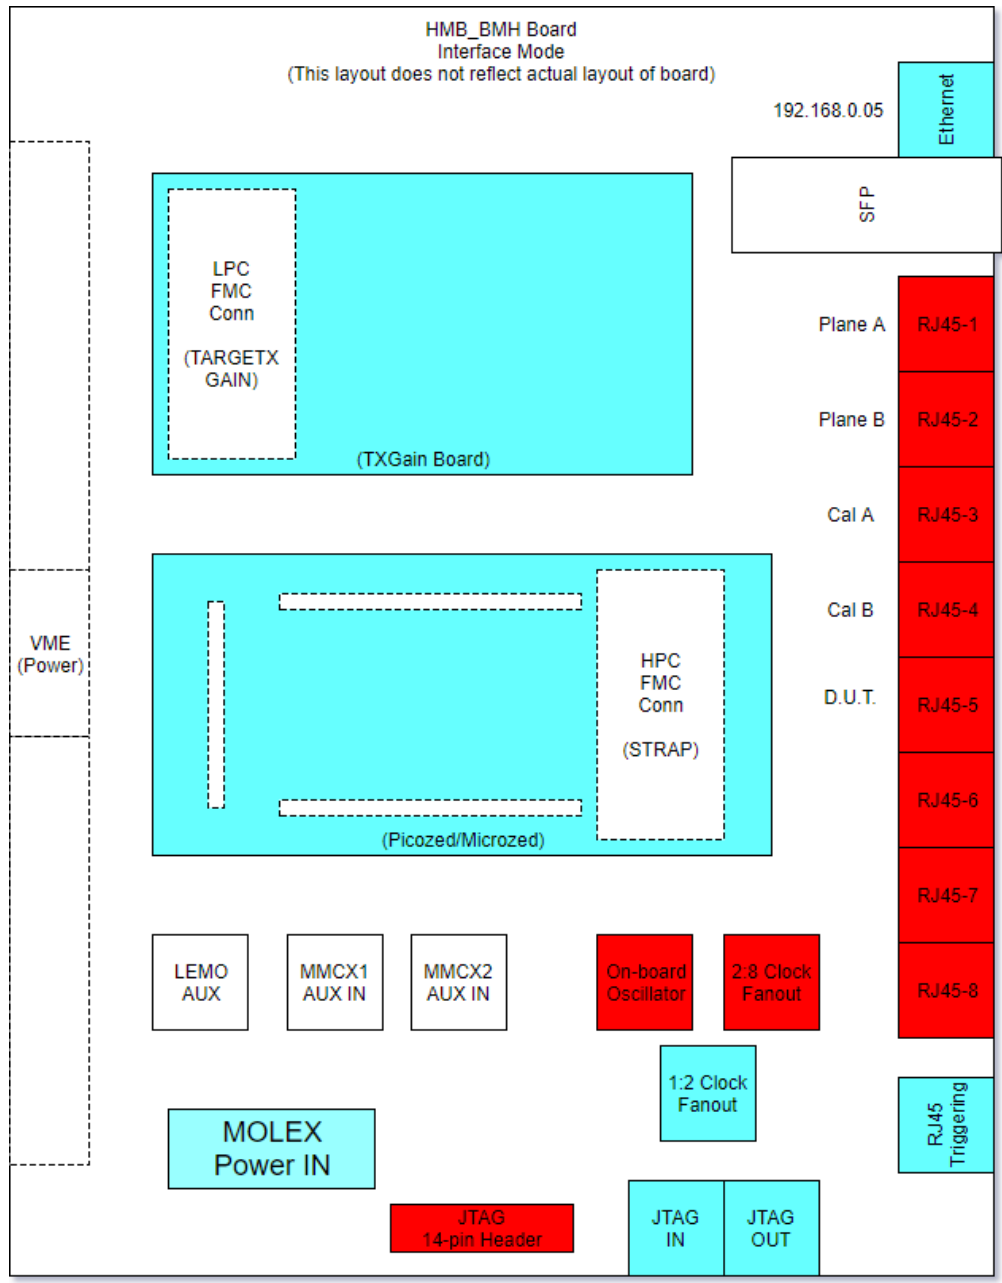 HMB_BMH Board
Interface Mode
(This layout does not reflect actual layout of board)
192.168.0.05
Ethernet
SFP
LPC
FMC
Conn
(TARGETX
GAIN)
(TXGain Board)
Plane A
RJ45-1
Plane B
RJ45-2
Cal A
RJ45-3
Cal B
RJ45-4
D.U.T.
RJ45-5
RJ45-6
RJ45-7
RJ45-8
VME
(Power)
HPC
FMC
Conn
(STRAP)
(Picozed/Microzed)
LEMO
AUX
MMCX1
AUX IN
MMCX2
AUX IN
On-board
Oscillator
2:8 Clock
Fanout
1:2 Clock
Fanout
RJ45
Triggering
MOLEX
Power IN
JTAG
14-pin Header
JTAG
IN
JTAG
OUT